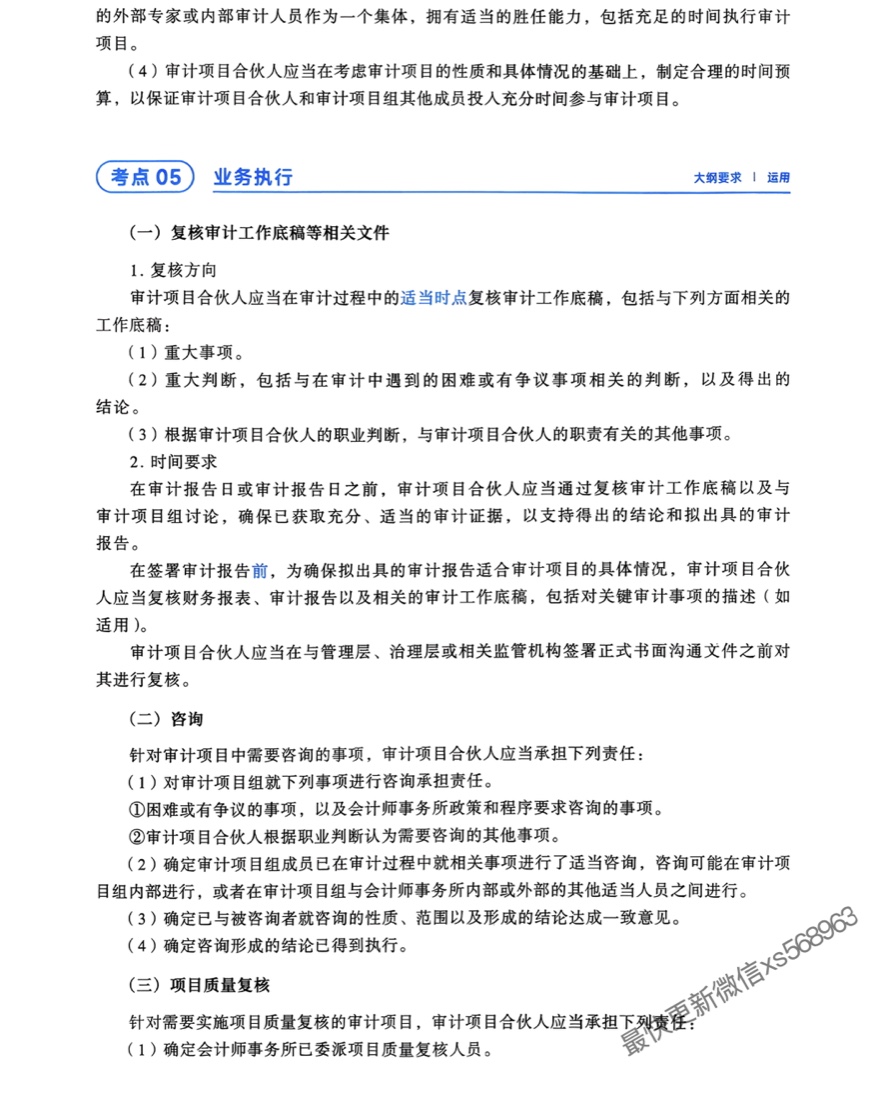 的外部专家或内部审计人员作为一个集体，拥有适当的胜任能力，包括充足的时间执行审计
项目。
（4）审计项目合伙人应当在考虑审计项目的性质和具体情况的基础上，制定合理的时间预
算，以保证审计项目合伙人和审计项目组其他成员投入充分时间参与审计项目。
考点 05 业务执行 大纲要求 | 运用
（一）复核审计工作底稿等相关文件
1. 复核方向
审计项目合伙人应当在审计过程中的适当时点复核审计工作底稿，包括与下列方面相关的
工作底稿：
（1）重大事项。
（2）重大判断，包括与在审计中遇到的困难或有争议事项相关的判断，以及得出的
结论。
（3）根据审计项目合伙人的职业判断，与审计项目合伙人的职责有关的其他事项。
2. 时间要求
在审计报告日或审计报告日之前，审计项目合伙人应当通过复核审计工作底稿以及与
审计项目组讨论，确保已获取充分、适当的审计证据，以支持得出的结论和拟出具的审计
报告。
在签署审计报告前，为确保拟出具的审计报告适合审计项目的具体情况，审计项目合伙
人应当复核财务报表、审计报告以及相关的审计工作底稿，包括对关键审计事项的描述（如
适用）。
审计项目合伙人应当在与管理层、治理层或相关监管机构签署正式书面沟通文件之前对
其进行复核。
（二）咨询
针对审计项目中需要咨询的事项，审计项目合伙人应当承担下列责任：
（1）对审计项目组就下列事项进行咨询承担责任。
①困难或有争议的事项，以及会计师事务所政策和程序要求咨询的事项。
②审计项目合伙人根据职业判断认为需要咨询的其他事项。
（2）确定审计项目组成员已在审计过程中就相关事项进行了适当咨询，咨询可能在审计项
目组内部进行，或者在审计项目组与会计师事务所内部或外部的其他适当人员之间进行。
（3）确定已与被咨询者就咨询的性质、范围以及形成的结论达成一致意见。
（4）确定咨询形成的结论已得到执行。
（三）项目质量复核
针对需要实施项目质量复核的审计项目，审计项目合伙人应当承担下列责任：
（1）确定会计师事务所已委派项目质量复核人员。
最快更新微信xs568963